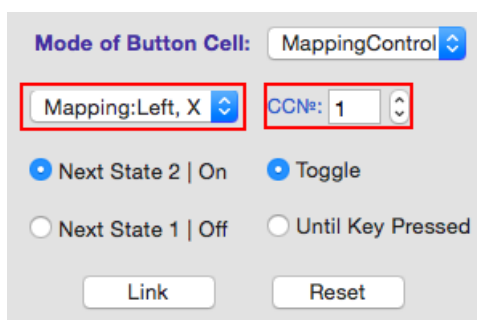 Mode of Button Cell: MappingControl
Mapping:Left, X CC№: 1
Next State 2 | On Toggle
Next State 1 | Off Until Key Pressed
Link Reset